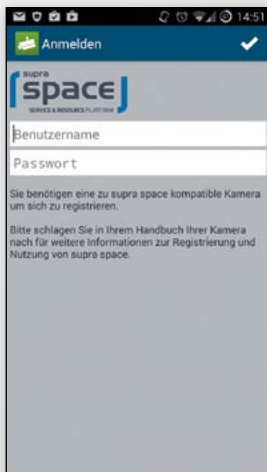 14:51
Anmelden
supra
space
SERVICE & RESOURCE PLATFORM
Benutzername
Passwort
Sie benötigen eine zu supra space kompatible Kamera
um sich zu registrieren.
Bitte schlagen Sie in Ihrem Handbuch Ihrer Kamera
nach für weitere Informationen zur Registrierung und
Nutzung von supra space.